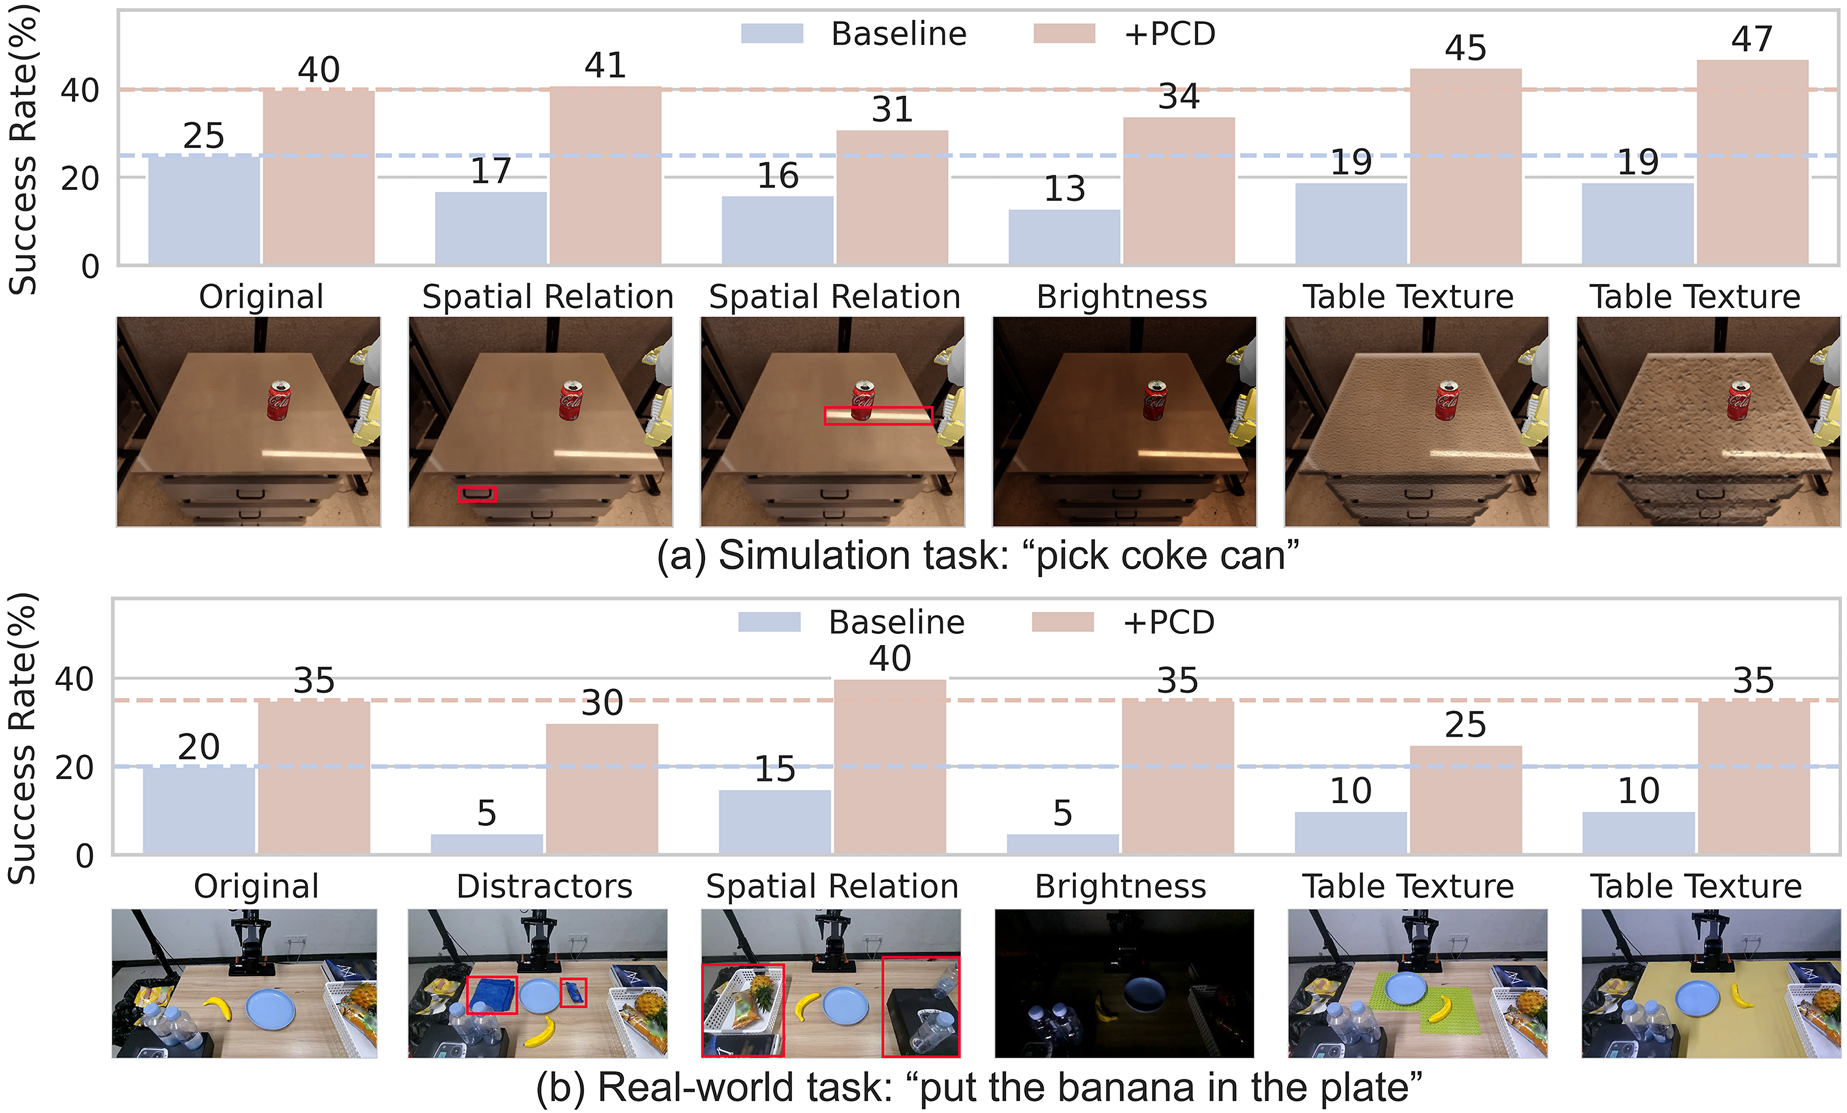 Success Rate(%)
Baseline +PCD
40
20
0
25 40 17 41 16 31 13 34 19 45 19 47
Original Spatial Relation Spatial Relation Brightness Table Texture Table Texture
(a) Simulation task: “pick coke can”
Success Rate(%)
Baseline +PCD
40
20
0
20 35 5 30 15 40 5 35 10 25 10 35
Original Distractors Spatial Relation Brightness Table Texture Table Texture
(b) Real-world task: “put the banana in the plate”